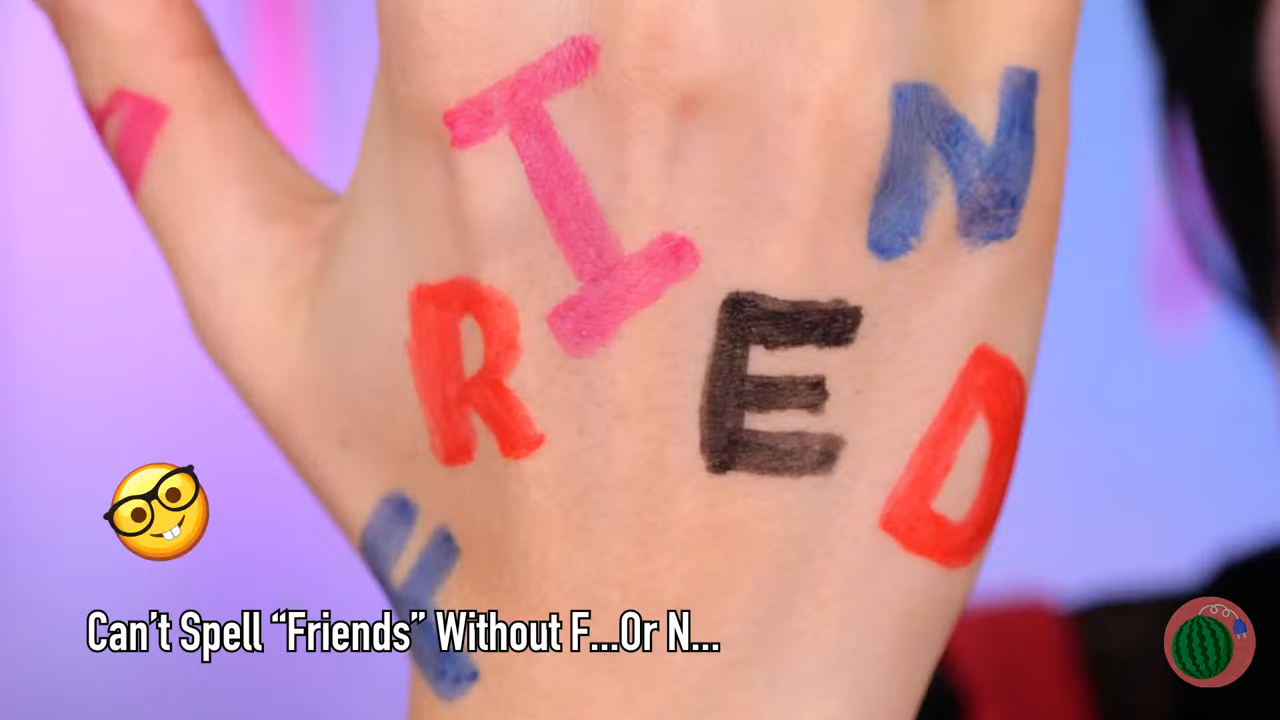 F R I E N D
Can't Spell “Friends” Without F...Or N...